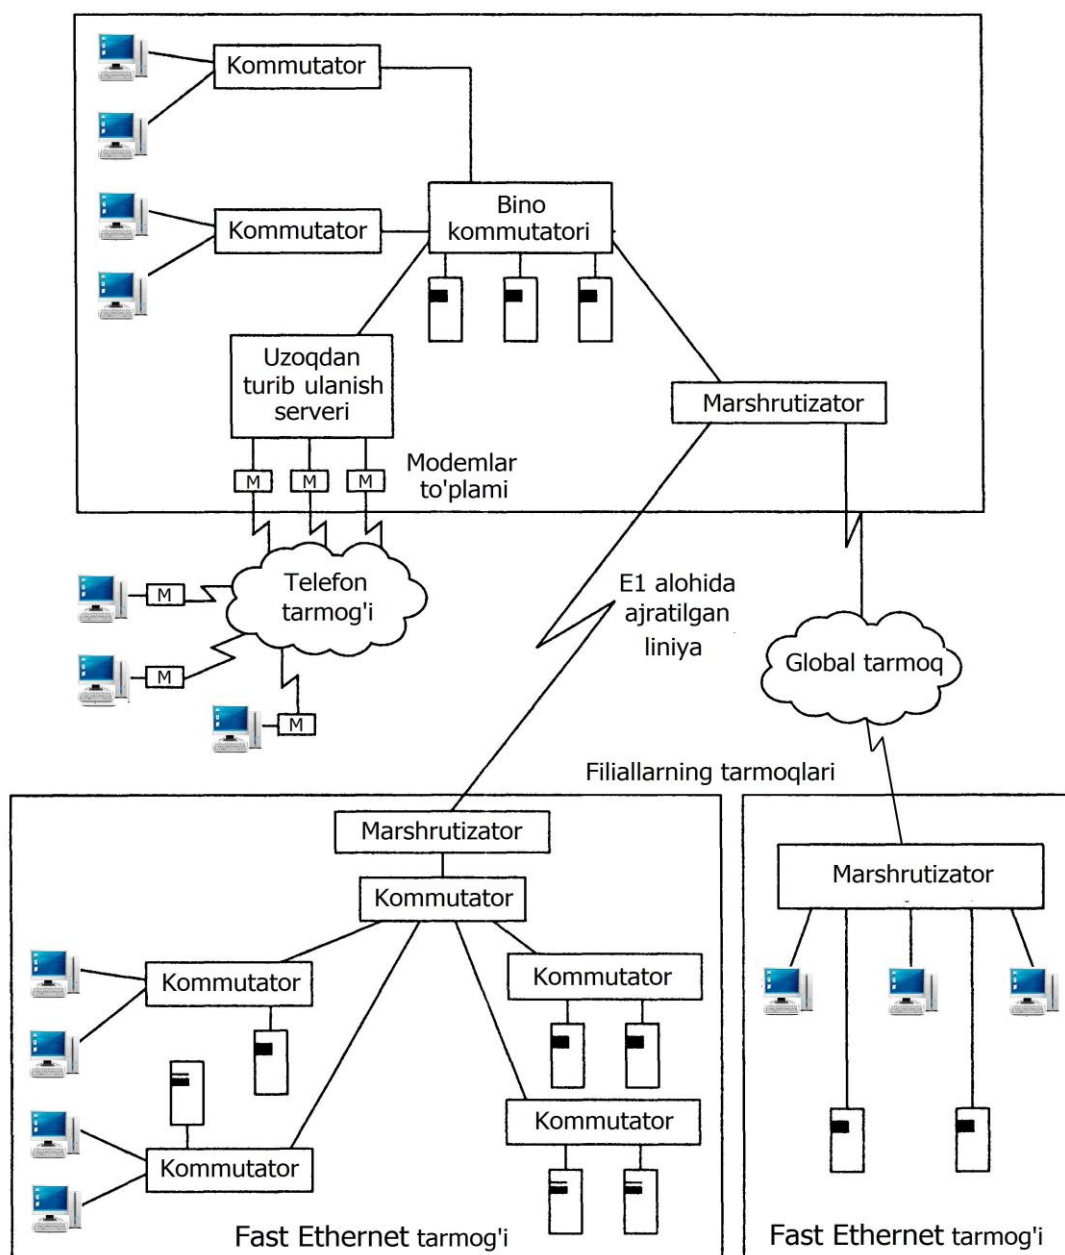 Kommutator
Kommutator
Bino
kommutatori
Uzoqdan
turib ulanish
serveri
Marshrutizator
M
M
M
Modemlar
to'plami
M
Telefon
tarmog'i
E1 alohida
ajratilgan
liniya
M
Global tarmoq
M
Filiallarning tarmoqlari
Marshrutizator
Kommutator
Marshrutizator
Kommutator
Kommutator
Kommutator
Kommutator
Fast Ethernet tarmog'i
Fast Ethernet tarmog'i